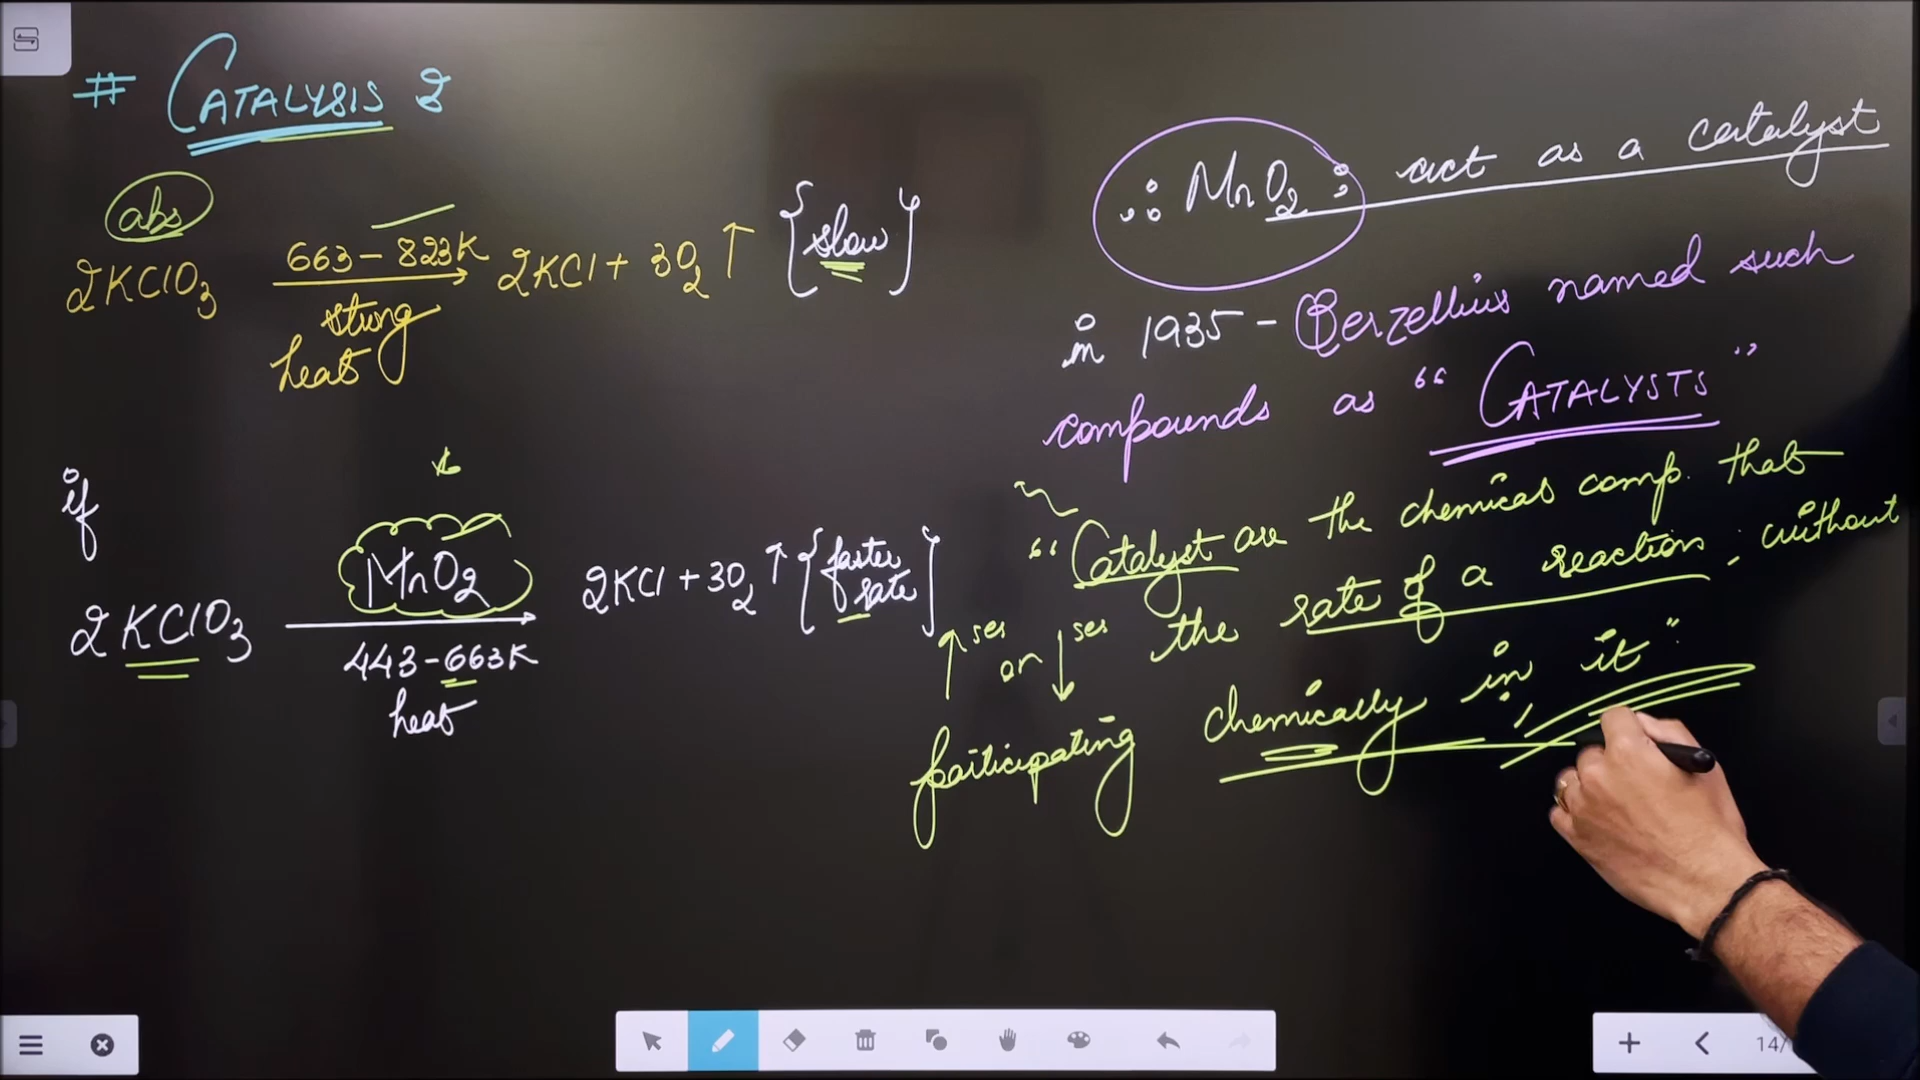 # CATALYSIS :
abs
2KClO3 663 – 823K 2KCl + 3O2 ↑ {slow}
strong
heat
if
2KClO3 MnO2 2KCl + 3O2 ↑ {faster rate}
443-663K
heat
∴ MnO2 : act as a catalyst
in 1935 - Berzellius named such
compounds as “ CATALYSTS ”
“ Catalyst are the chemical comp. that
↑ses or ↓ses the rate of a reaction ; without
participating chemically in it ”
14/